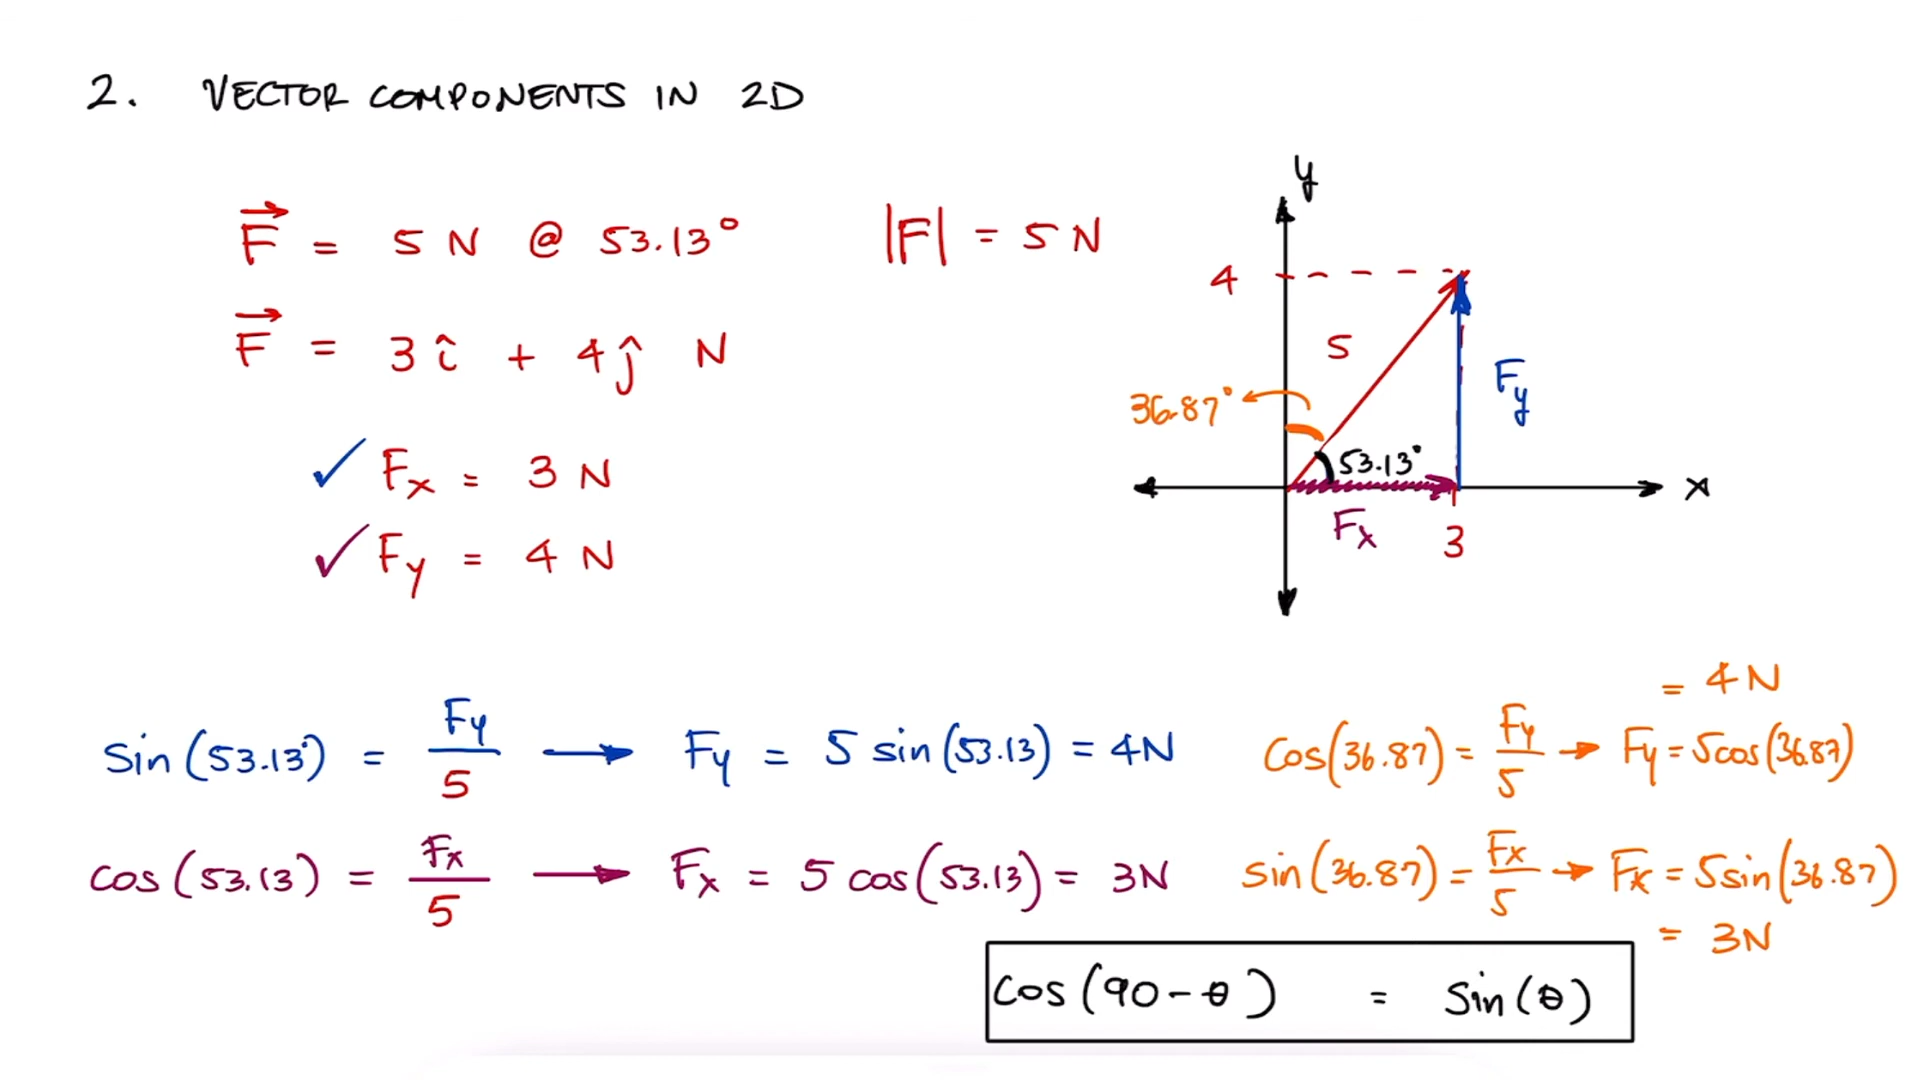 2. VECTOR COMPONENTS IN 2D
F⃗ = 5 N @ 53.13°
|F| = 5 N
F⃗ = 3î + 4ĵ N
✓ Fx = 3 N
✓ Fy = 4 N
y
4
5
Fy
36.87°
53.13°
x
Fx
3
sin(53.13°) = Fy/5 → Fy = 5 sin(53.13) = 4N
cos(53.13) = Fx/5 → Fx = 5 cos(53.13) = 3N
cos(36.87) = Fy/5 → Fy = 5cos(36.87)
= 4N
sin(36.87) = Fx/5 → Fx = 5sin(36.87)
= 3N
cos(90-θ) = sin(θ)